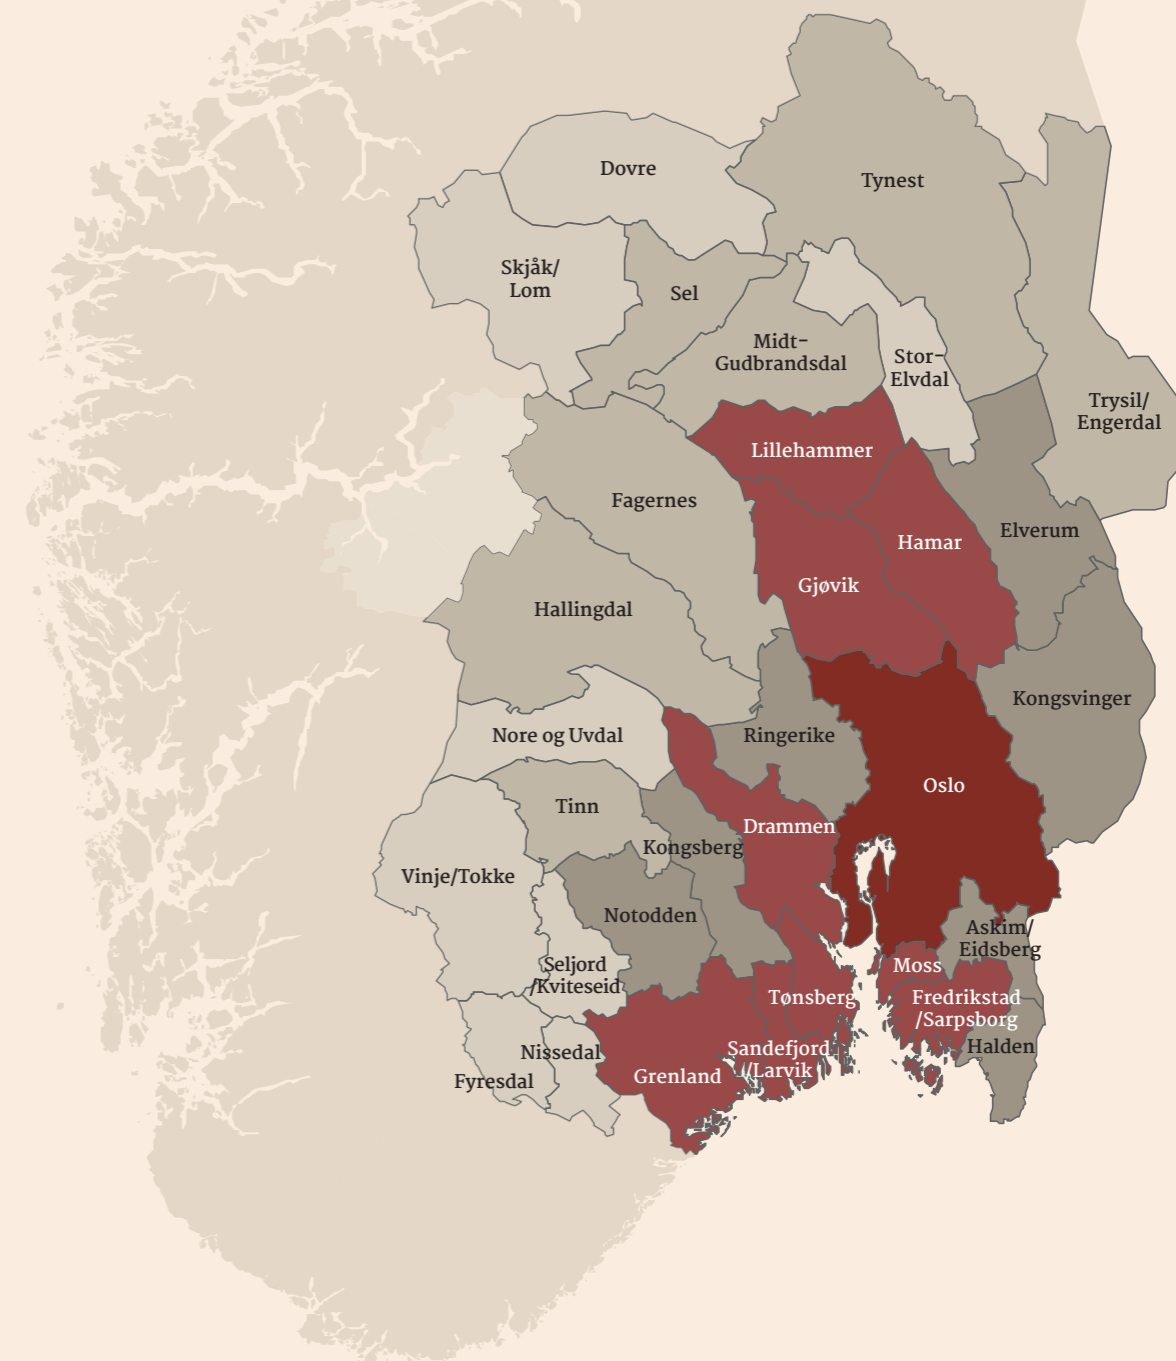 Dovre
Tynest
Skjåk/
Lom
Sel
Midt-
Gudbrandsdal
Stor-
Elvdal
Trysil/
Engerdal
Lillehammer
Fagernes
Elverum
Hamar
Gjøvik
Hallingdal
Kongsvinger
Nore og Uvdal
Ringerike
Oslo
Tinn
Drammen
Kongsberg
Vinje/Tokke
Notodden
Askim/
Eidsberg
Seljord
/Kviteseid
Moss
Tønsberg
Fredrikstad
/Sarpsborg
Nissedal
Sandefjord
/Larvik
Halden
Fyresdal
Grenland